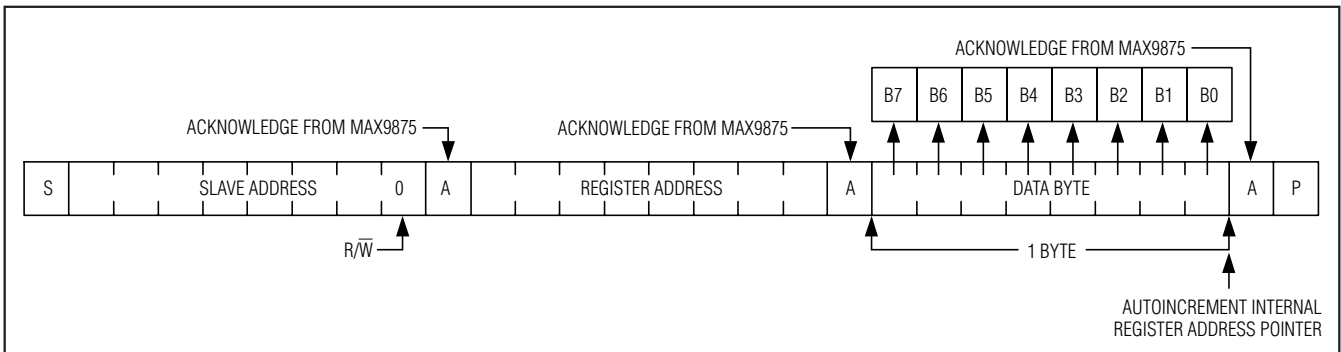 ACKNOWLEDGE FROM MAX9875
B7 B6 B5 B4 B3 B2 B1 B0
ACKNOWLEDGE FROM MAX9875
ACKNOWLEDGE FROM MAX9875
S SLAVE ADDRESS 0 A REGISTER ADDRESS A DATA BYTE A P
R/W̅
1 BYTE
AUTOINCREMENT INTERNAL
REGISTER ADDRESS POINTER